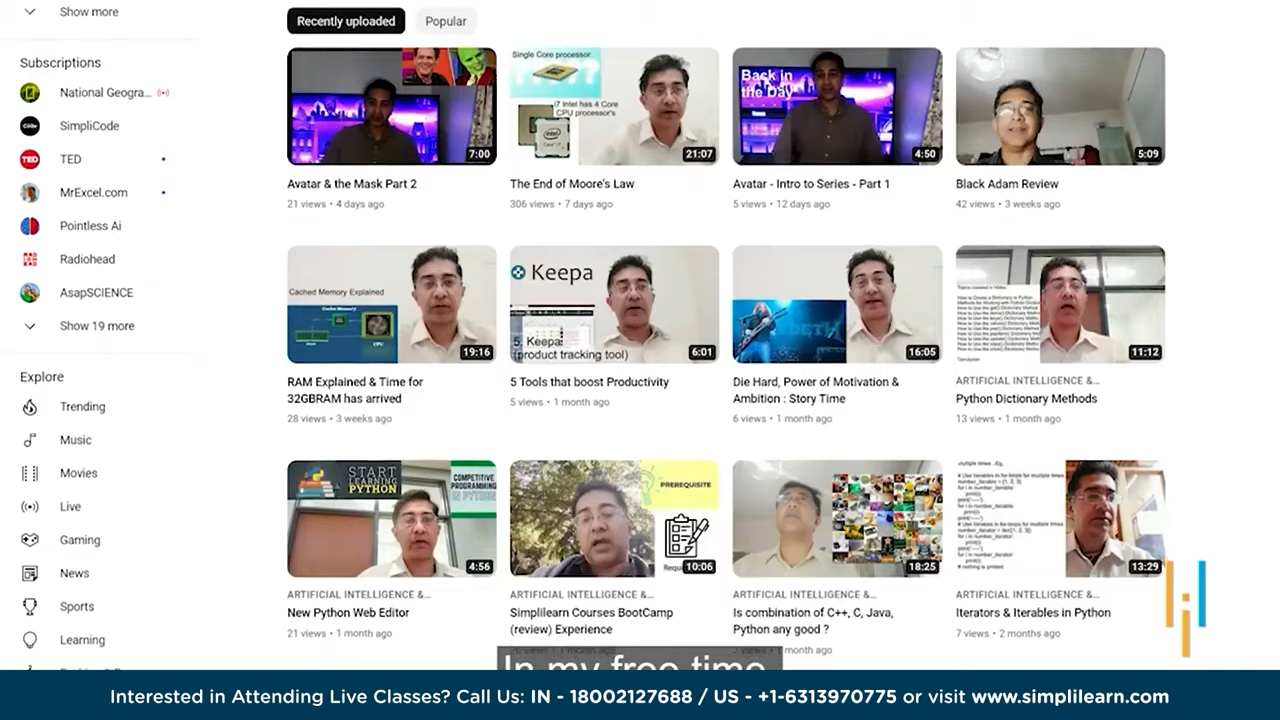 Show more
Recently uploaded
Popular
Subscriptions
National Geogra...
SimpliCode
TED
MrExcel.com
Pointless Ai
Radiohead
AsapSCIENCE
Show 19 more
Explore
Trending
Music
Movies
Live
Gaming
News
Sports
Learning
7:00
Single Core processor
i7 Intel has 4 Core
CPU processor's
21:07
Back in
the Day
4:50
5:09
Avatar & the Mask Part 2
21 views • 4 days ago
The End of Moore's Law
306 views • 7 days ago
Avatar - Intro to Series - Part 1
5 views • 12 days ago
Black Adam Review
42 views • 3 weeks ago
Cached Memory Explained
Cache Memory
CPU
19:16
Keepa
5. Keepa
(product tracking tool)
6:01
16:05
11:12
RAM Explained & Time for
32GBRAM has arrived
28 views • 3 weeks ago
5 Tools that boost Productivity
5 views • 1 month ago
Die Hard, Power of Motivation &
Ambition : Story Time
6 views • 1 month ago
ARTIFICIAL INTELLIGENCE &...
Python Dictionary Methods
13 views • 1 month ago
START
LEARNING
PYTHON
COMPETITIVE
PROGRAMMING
IN PYTHON
4:56
PREREQUISITE
10:06
18:25
13:29
ARTIFICIAL INTELLIGENCE &...
New Python Web Editor
21 views • 1 month ago
ARTIFICIAL INTELLIGENCE &...
Simplilearn Courses BootCamp
(review) Experience
ARTIFICIAL INTELLIGENCE &...
Is combination of C++, C, Java,
Python any good ?
month ago
ARTIFICIAL INTELLIGENCE &...
Iterators & Iterables in Python
7 views • 2 months ago
In my free time
Interested in Attending Live Classes? Call Us: IN - 18002127688 / US - +1-6313970775 or visit www.simplilearn.com